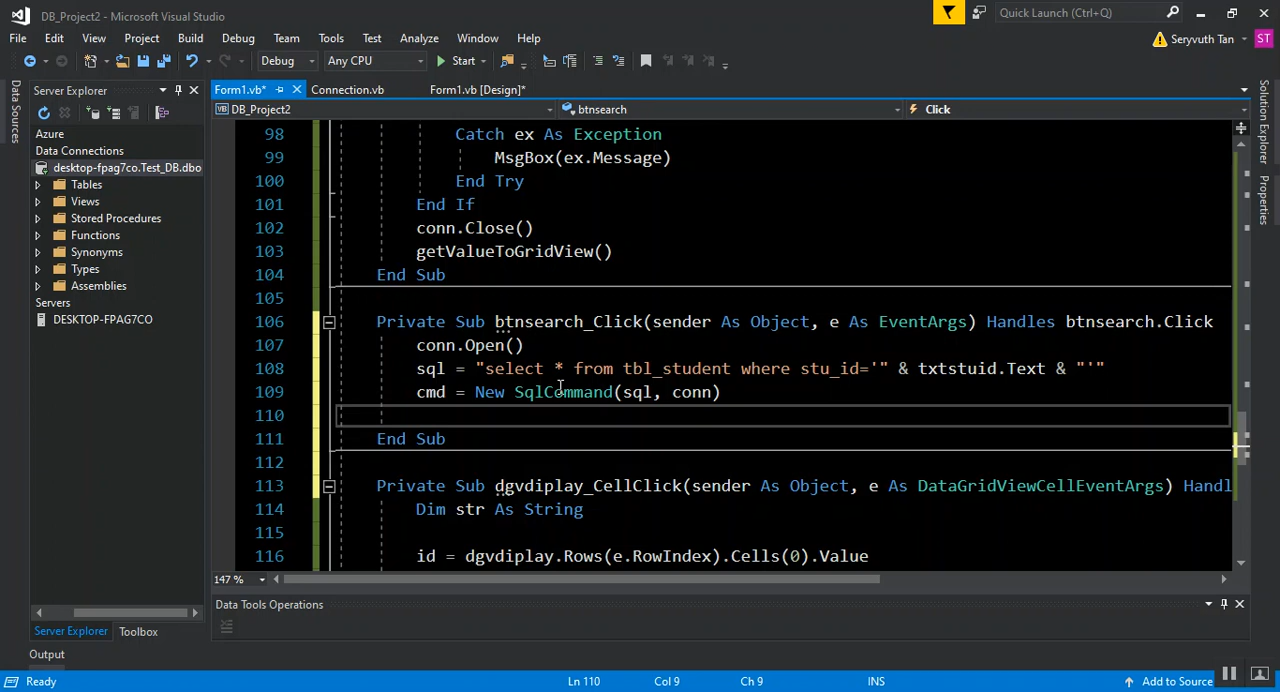 DB_Project2 - Microsoft Visual Studio
Quick Launch (Ctrl+Q)
File Edit View Project Build Debug Team Tools Test Analyze Window Help
Seryvuth Tan ST
Debug Any CPU Start
Data Sources
Server Explorer
Azure
Data Connections
desktop-fpag7co.Test_DB.dbo
Tables
Views
Stored Procedures
Functions
Synonyms
Types
Assemblies
Servers
DESKTOP-FPAG7CO
Server Explorer Toolbox
Form1.vb* Connection.vb Form1.vb [Design]*
DB_Project2 btnsearch Click
98 Catch ex As Exception
99 MsgBox(ex.Message)
100 End Try
101 End If
102 conn.Close()
103 getValueToGridView()
104 End Sub
105
106 Private Sub btnsearch_Click(sender As Object, e As EventArgs) Handles btnsearch.Click
107 conn.Open()
108 sql = "select * from tbl_student where stu_id='" & txtstuid.Text & "'"
109 cmd = New SqlCommand(sql, conn)
110
111 End Sub
112
113 Private Sub dgvdiplay_CellClick(sender As Object, e As DataGridViewCellEventArgs) Handl
114 Dim str As String
115
116 id = dgvdiplay.Rows(e.RowIndex).Cells(0).Value
147 %
Data Tools Operations
Solution Explorer
Properties
Output
Ready Ln 110 Col 9 Ch 9 INS Add to Source